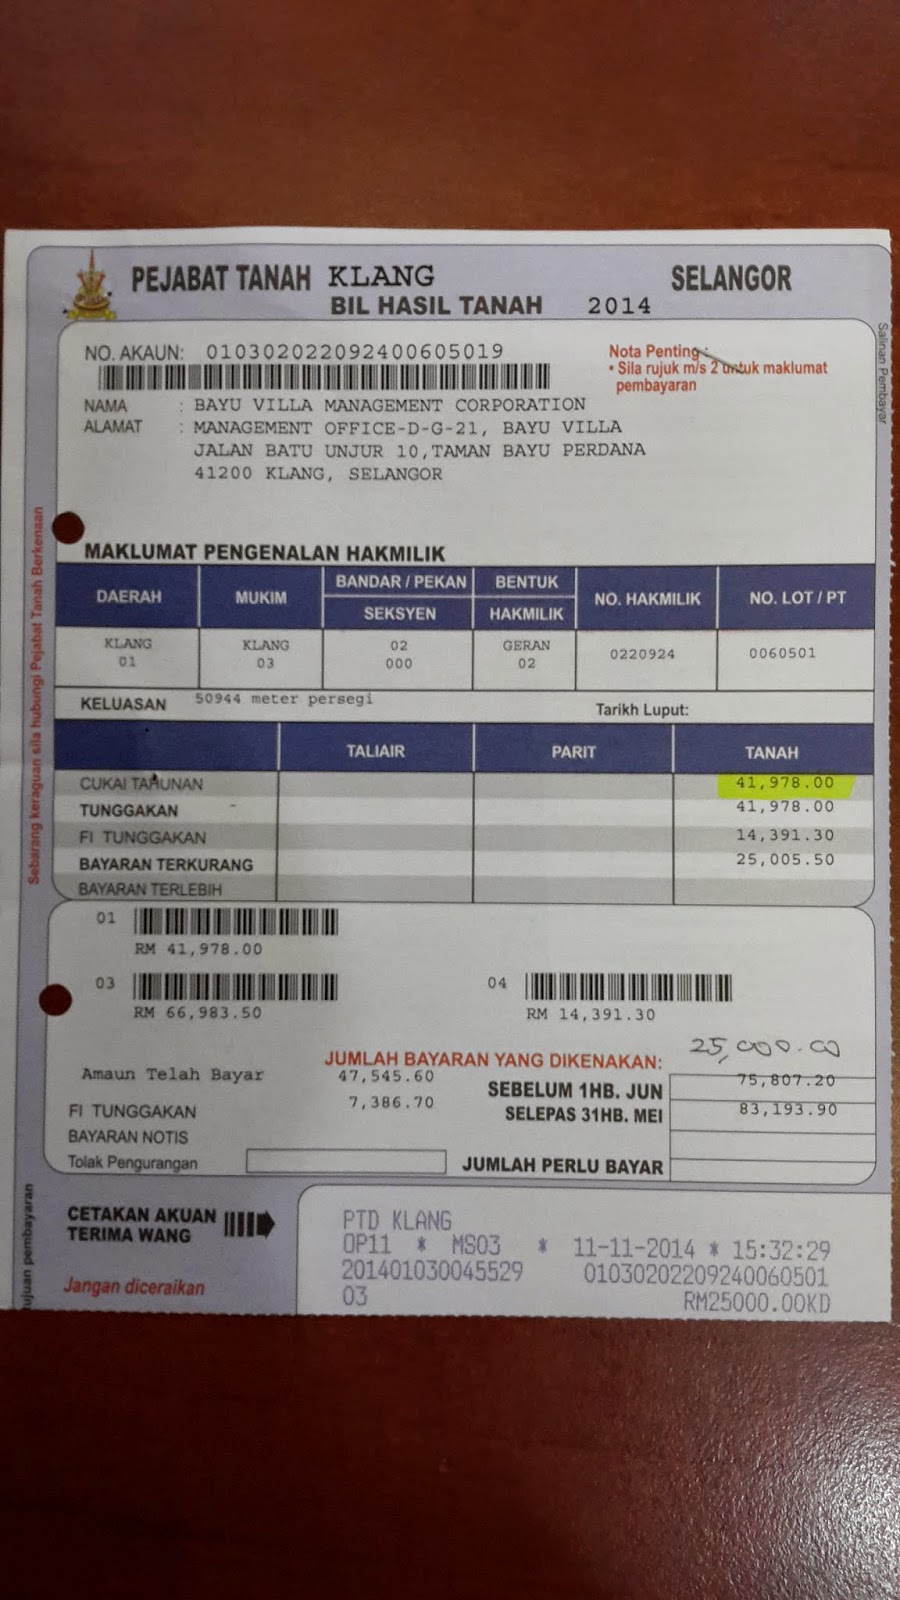 PEJABAT TANAH KLANG SELANGOR
BIL HASIL TANAH 2014
NO. AKAUN: 010302022092400605019
Nota Penting :
• Sila rujuk m/s 2 untuk maklumat
pembayaran
NAMA : BAYU VILLA MANAGEMENT CORPORATION
ALAMAT : MANAGEMENT OFFICE-D-G-21, BAYU VILLA
JALAN BATU UNJUR 10,TAMAN BAYU PERDANA
41200 KLANG, SELANGOR
Salinan Pembayar
Sebarang keraguan sila hubungi Pejabat Tanah Berkenaan
MAKLUMAT PENGENALAN HAKMILIK
DAERAH MUKIM BANDAR / PEKAN BENTUK NO. HAKMILIK NO. LOT / PT
SEKSYEN HAKMILIK
KLANG KLANG 02 GERAN 0220924 0060501
01 03 000 02
KELUASAN 50944 meter persegi Tarikh Luput:
TALIAIR PARIT TANAH
CUKAI TAHUNAN 41,978.00
TUNGGAKAN 41,978.00
FI TUNGGAKAN 14,391.30
BAYARAN TERKURANG 25,005.50
BAYARAN TERLEBIH
01
RM 41,978.00
03 04
RM 66,983.50 RM 14,391.30
25,000.00
JUMLAH BAYARAN YANG DIKENAKAN:
Amaun Telah Bayar 47,545.60 SEBELUM 1HB. JUN 75,807.20
FI TUNGGAKAN 7,386.70 SELEPAS 31HB. MEI 83,193.90
BAYARAN NOTIS
Tolak Pengurangan JUMLAH PERLU BAYAR
CETAKAN AKUAN
TERIMA WANG
Jangan diceraikan
pembayaran
PTD KLANG
OP11 * MS03 * 11-11-2014 * 15:32:29
201401030045529 01030202209240060501
03 RM25000.00KD